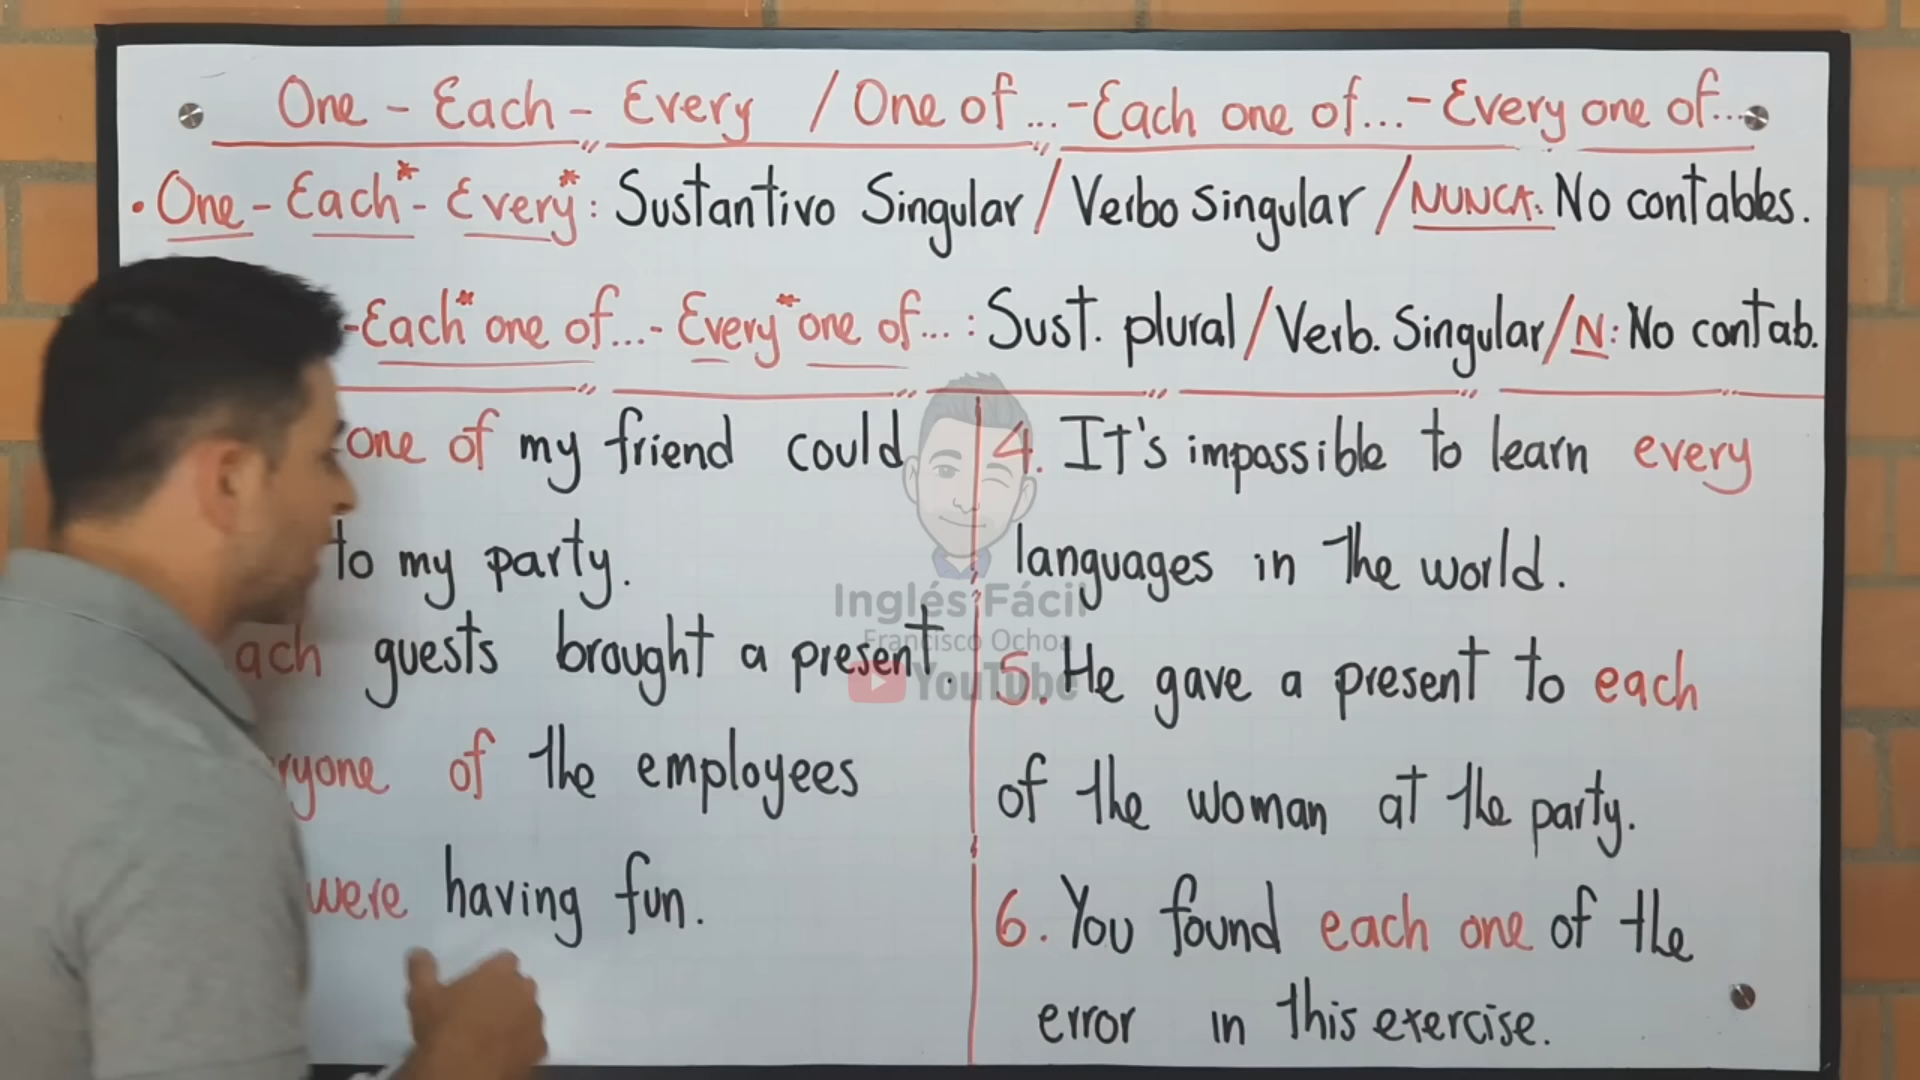 One - Each - Every / One of... - Each one of... - Every one of...
• One - Each* - Every*: Sustantivo Singular / Verbo singular / NUNCA: No contables.
- Each* one of... - Every* one of... : Sust. plural / Verb. Singular / N: No contab.
one of my friend could
to my party.
ach guests brought a present.
ryone of the employees
were having fun.
4. It's impossible to learn every
languages in the world.
5. He gave a present to each
of the woman at the party.
6. You found each one of the
error in this exercise.
Inglés Fácil
Francisco Ochoa
YouTube